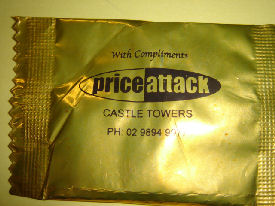 With Compliments
priceattack
CASTLE TOWERS
PH: 02 9894